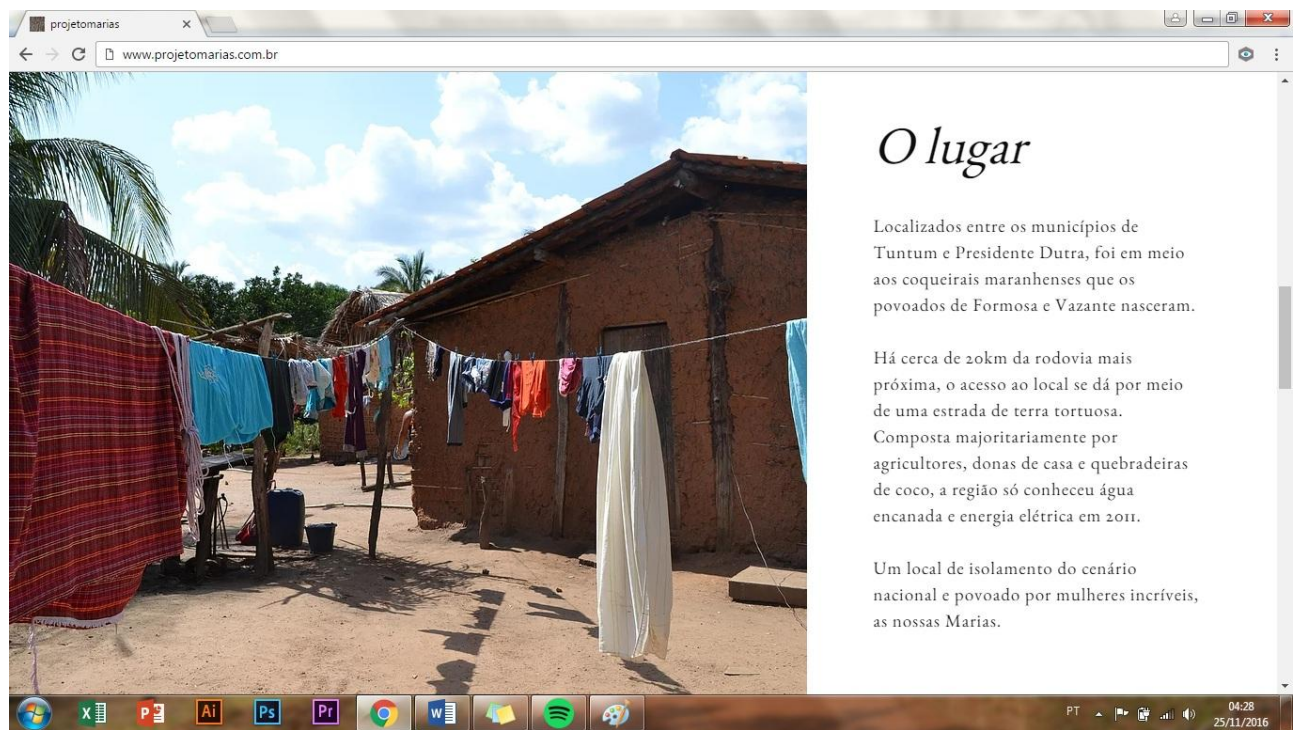 projetomarias
www.projetomarias.com.br
O lugar
Localizados entre os municípios de
Tuntum e Presidente Dutra, foi em meio
aos coqueirais maranhenses que os
povoados de Formosa e Vazante nasceram.
Há cerca de 20km da rodovia mais
próxima, o acesso ao local se dá por meio
de uma estrada de terra tortuosa.
Composta majoritariamente por
agricultores, donas de casa e quebradeiras
de coco, a região só conheceu água
encanada e energia elétrica em 2011.
Um local de isolamento do cenário
nacional e povoado por mulheres incríveis,
as nossas Marias.
Ai
Ps
Pr
PT
04:28
25/11/2016